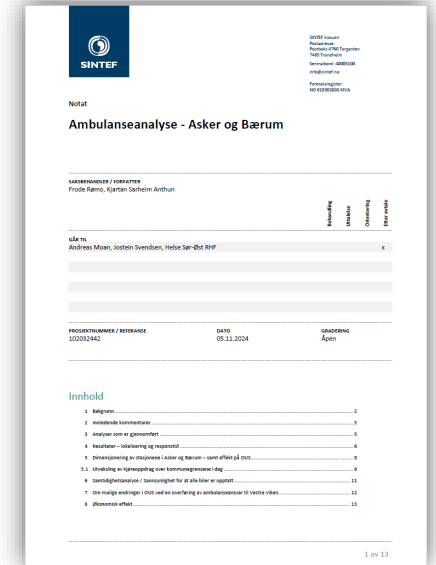 SINTEF
SINTEF Industri
Postadresse:
Postboks 4760 Torgarden
7465 Trondheim
Sentralbord: 40005100
info@sintef.no
Foretaksregister:
NO 919303808 MVA
Notat
Ambulanseanalyse - Asker og Bærum
SAKSBEHANDLER / FORFATTER
Frode Rømo, Kjartan Sarheim Anthun
Behandling
Uttalelse
Orientering
Etter avtale
GÅR TIL
Andreas Moan, Jostein Svendsen, Helse Sør-Øst RHF
x
PROSJEKTNUMMER / REFERANSE
DATO
GRADERING
102032442
05.11.2024
Åpen
Innhold
1 Bakgrunn 2
2 Innledende kommentarer 3
3 Analyser som er gjennomført 5
4 Resultater – lokalisering og responstid 6
5 Dimensjonering av stasjonene i Asker og Bærum – samt effekt på OUS 8
5.1 Utveksling av kjøreoppdrag over kommunegrensene i dag 9
6 Samtidighetsanalyse / Sannsynlighet for at alle biler er opptatt 11
7 Om mulige endringer i OUS ved en overføring av ambulanseansvar til Vestre Viken 12
8 Økonomisk effekt 13
1 av 13